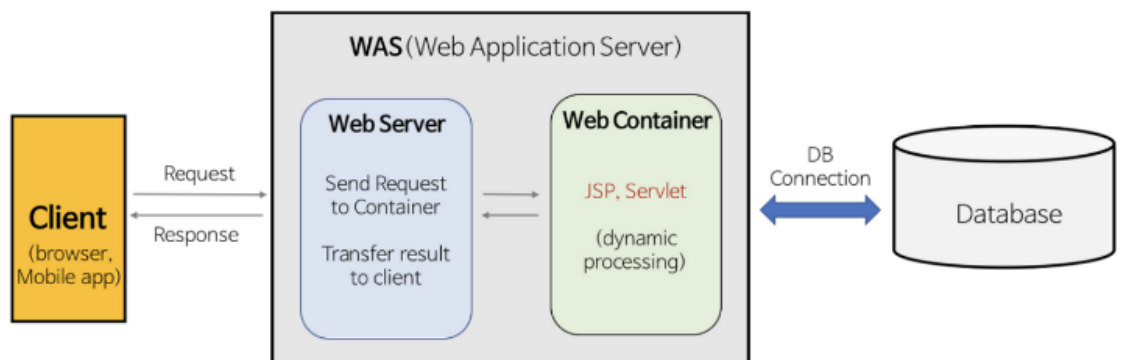 WAS(Web Application Server)
Client
(browser,
Mobile app)
Request
Response
Web Server
Send Request
to Container
Transfer result
to client
Web Container
JSP, Servlet
(dynamic
processing)
DB
Connection
Database